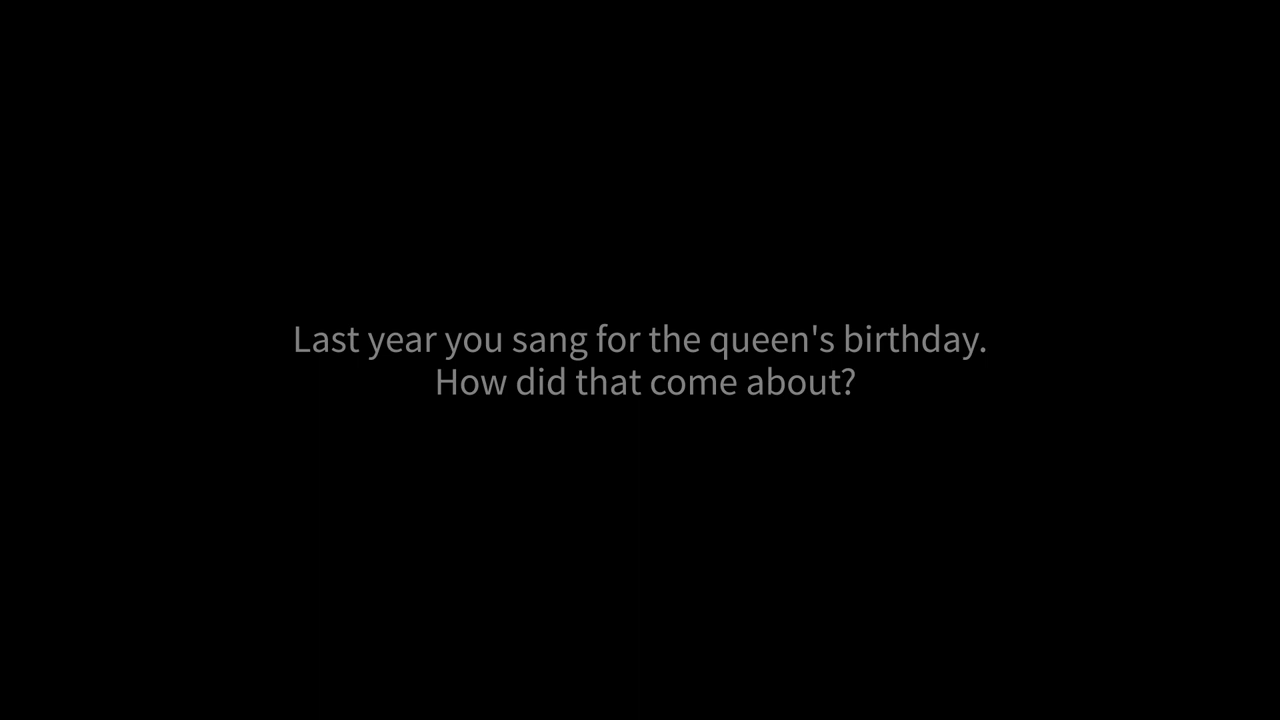 Last year you sang for the queen's birthday.
How did that come about?